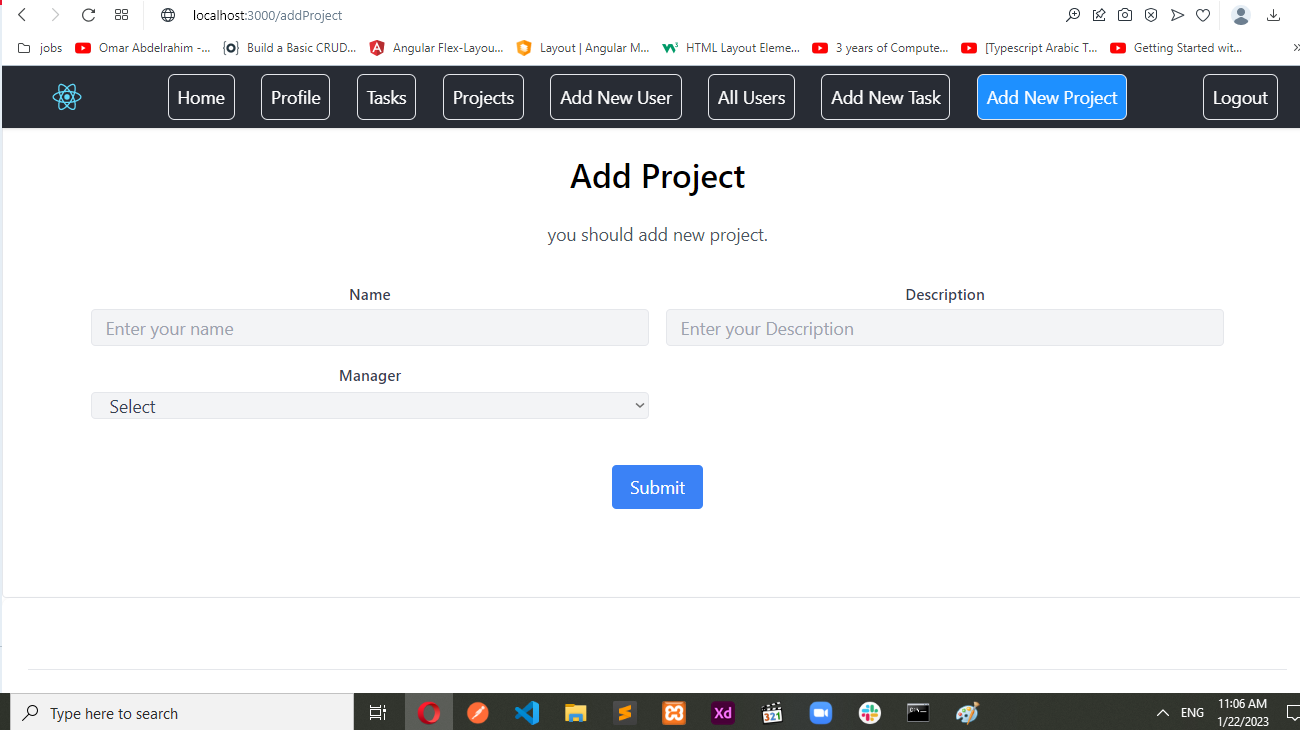 localhost:3000/addProject
jobs Omar Abdelrahim -... Build a Basic CRUD... Angular Flex-Layou... Layout | Angular M... HTML Layout Eleme... 3 years of Compute... [Typescript Arabic T... Getting Started wit...
Home Profile Tasks Projects Add New User All Users Add New Task Add New Project Logout
Add Project
you should add new project.
Name Description
Enter your name Enter your Description
Manager
Select
Submit
Type here to search Xd 321 ENG 11:06 AM
1/22/2023